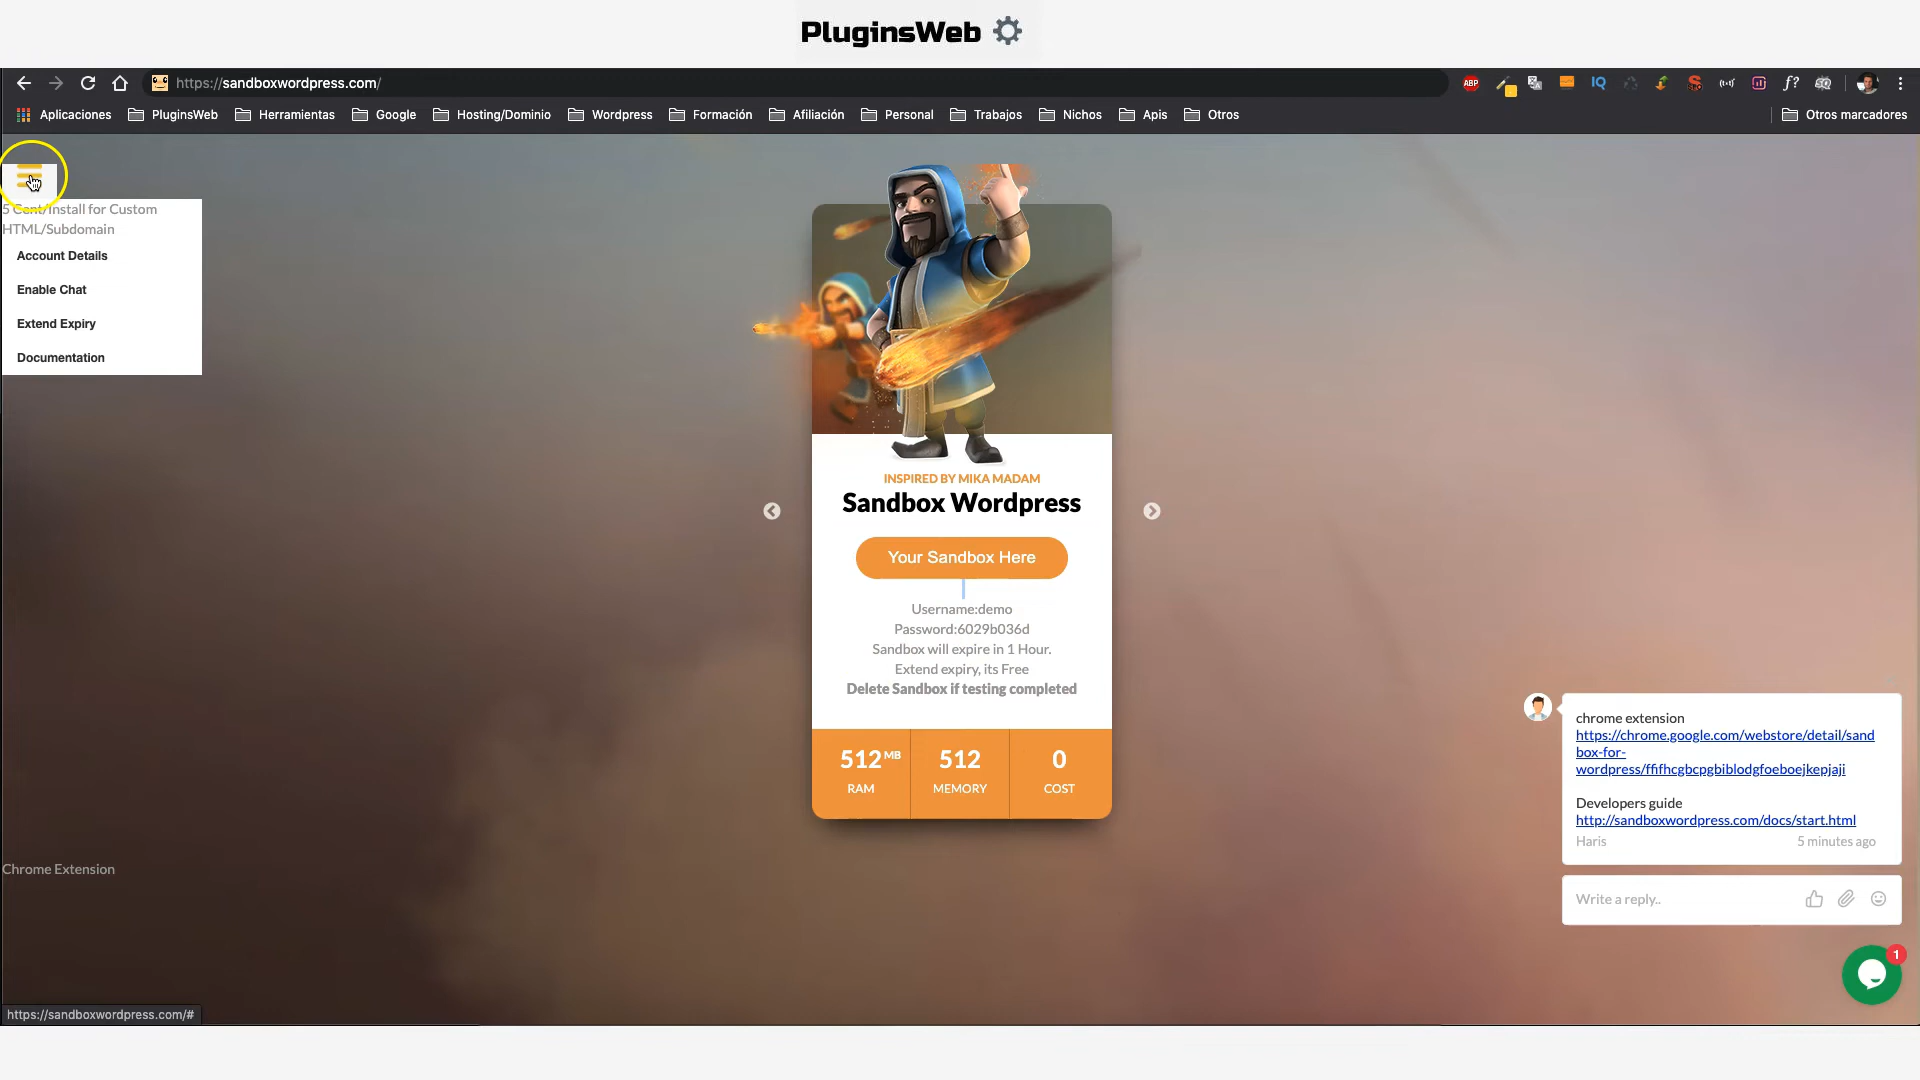 PluginsWeb
https://sandboxwordpress.com/
ABP
IQ
f?
Aplicaciones
PluginsWeb
Herramientas
Google
Hosting/Dominio
Wordpress
Formación
Afiliación
Personal
Trabajos
Nichos
Apis
Otros
Otros marcadores
5 Cent/Install for Custom
HTML/Subdomain
Account Details
Enable Chat
Extend Expiry
Documentation
INSPIRED BY MIKA MADAM
Sandbox Wordpress
Your Sandbox Here
Username:demo
Password:6029b036d
Sandbox will expire in 1 Hour.
Extend expiry, its Free
Delete Sandbox if testing completed
512 MB
RAM
512
MEMORY
0
COST
chrome extension
https://chrome.google.com/webstore/detail/sand
box-for-
wordpress/ffifhcgbcpgbiblodgfoeboejkepjaji
Developers guide
http://sandboxwordpress.com/docs/start.html
Haris
5 minutes ago
Write a reply..
1
Chrome Extension
https://sandboxwordpress.com/#